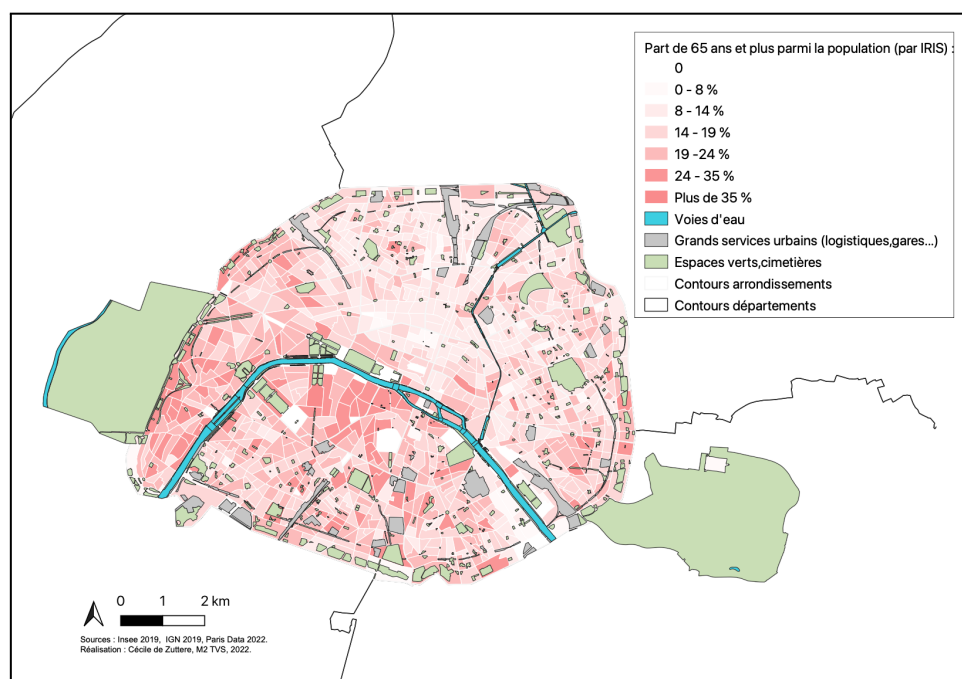 Part de 65 ans et plus parmi la population (par IRIS) :
0
0 - 8 %
8 - 14 %
14 - 19 %
19 -24 %
24 - 35 %
Plus de 35 %
Voies d'eau
Grands services urbains (logistiques,gares...)
Espaces verts,cimetières
Contours arrondissements
Contours départements
0 1 2 km
Sources : Insee 2019, IGN 2019, Paris Data 2022.
Réalisation : Cécile de Zuttere, M2 TVS, 2022.